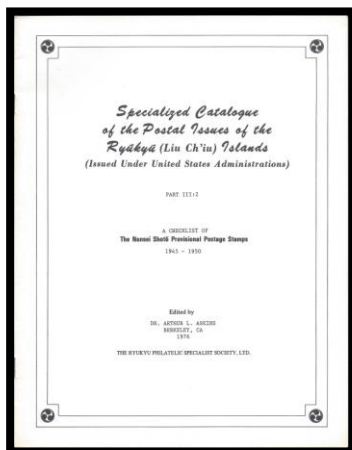 Specialized Catalogue
of the Postal Issues of the
Ryūkyū (Liu Ch'iu) Islands
(Issued Under United States Administrations)
PART III:2
A CHECKLIST OF
The Nansei Shotō Provisional Postage Stamps
1945 - 1950
Edited by
DR. ARTHUR L. ASKINS
BERKELEY, CA
1976
THE RYUKYU PHILATELIC SPECIALIST SOCIETY, LTD.